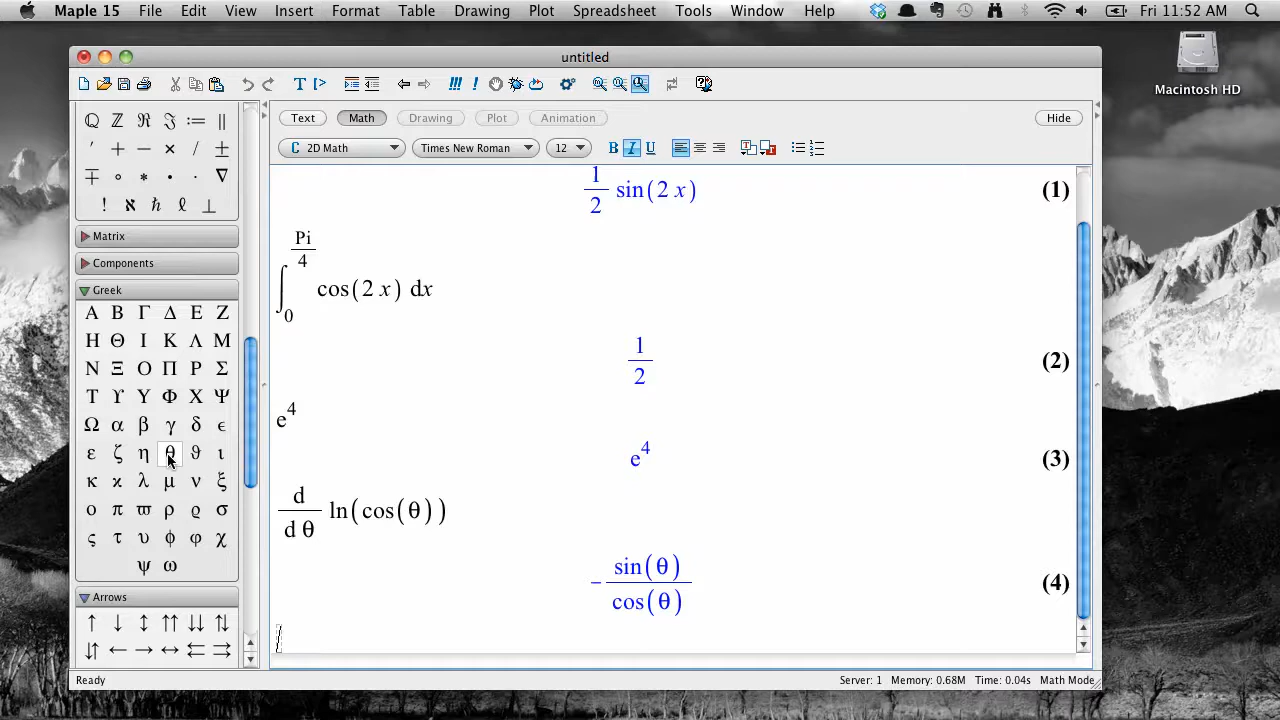 Maple 15 File Edit View Insert Format Table Drawing Plot Spreadsheet Tools Window Help Fri 11:52 AM
untitled
Macintosh HD
Text Math Drawing Plot Animation Hide
C 2D Math Times New Roman 12 B I U
ℚ ℤ ℜ ℑ := ||
′ + − × / ±
∓ ∘ * • · ∇
! ℵ ℏ ℓ ⊥
Matrix
Components
Greek
Α Β Γ Δ Ε Ζ
Η Θ Ι Κ Λ Μ
Ν Ξ Ο Π Ρ Σ
Τ ϒ Υ Φ Χ Ψ
Ω α β γ δ ϵ
ε ζ η θ ϑ ι
κ ϰ λ μ ν ξ
ο π ϖ ρ ϱ σ
ς τ υ ϕ φ χ
ψ ω
Arrows
↑ ↓ ↕ ⇈ ⇊ ⇅
⇵ ← → ↔ ⇇ ⇉
1/2 sin(2 x) (1)
∫₀^(Pi/4) cos(2 x) dx
1/2 (2)
e⁴
e⁴ (3)
d/d θ ln(cos(θ))
− sin(θ)/cos(θ) (4)
Ready Server: 1 Memory: 0.68M Time: 0.04s Math Mode